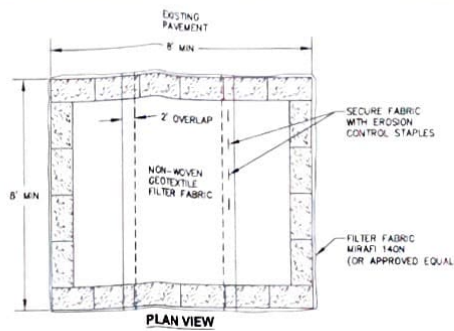 EXISTING
PAVEMENT
8' MIN
2' OVERLAP
SECURE FABRIC
WITH EROSION
CONTROL STAPLES
NON-WOVEN
GEOTEXTILE
FILTER FABRIC
8' MIN
FILTER FABRIC
MIRAFI 140N
(OR APPROVED EQUAL
PLAN VIEW